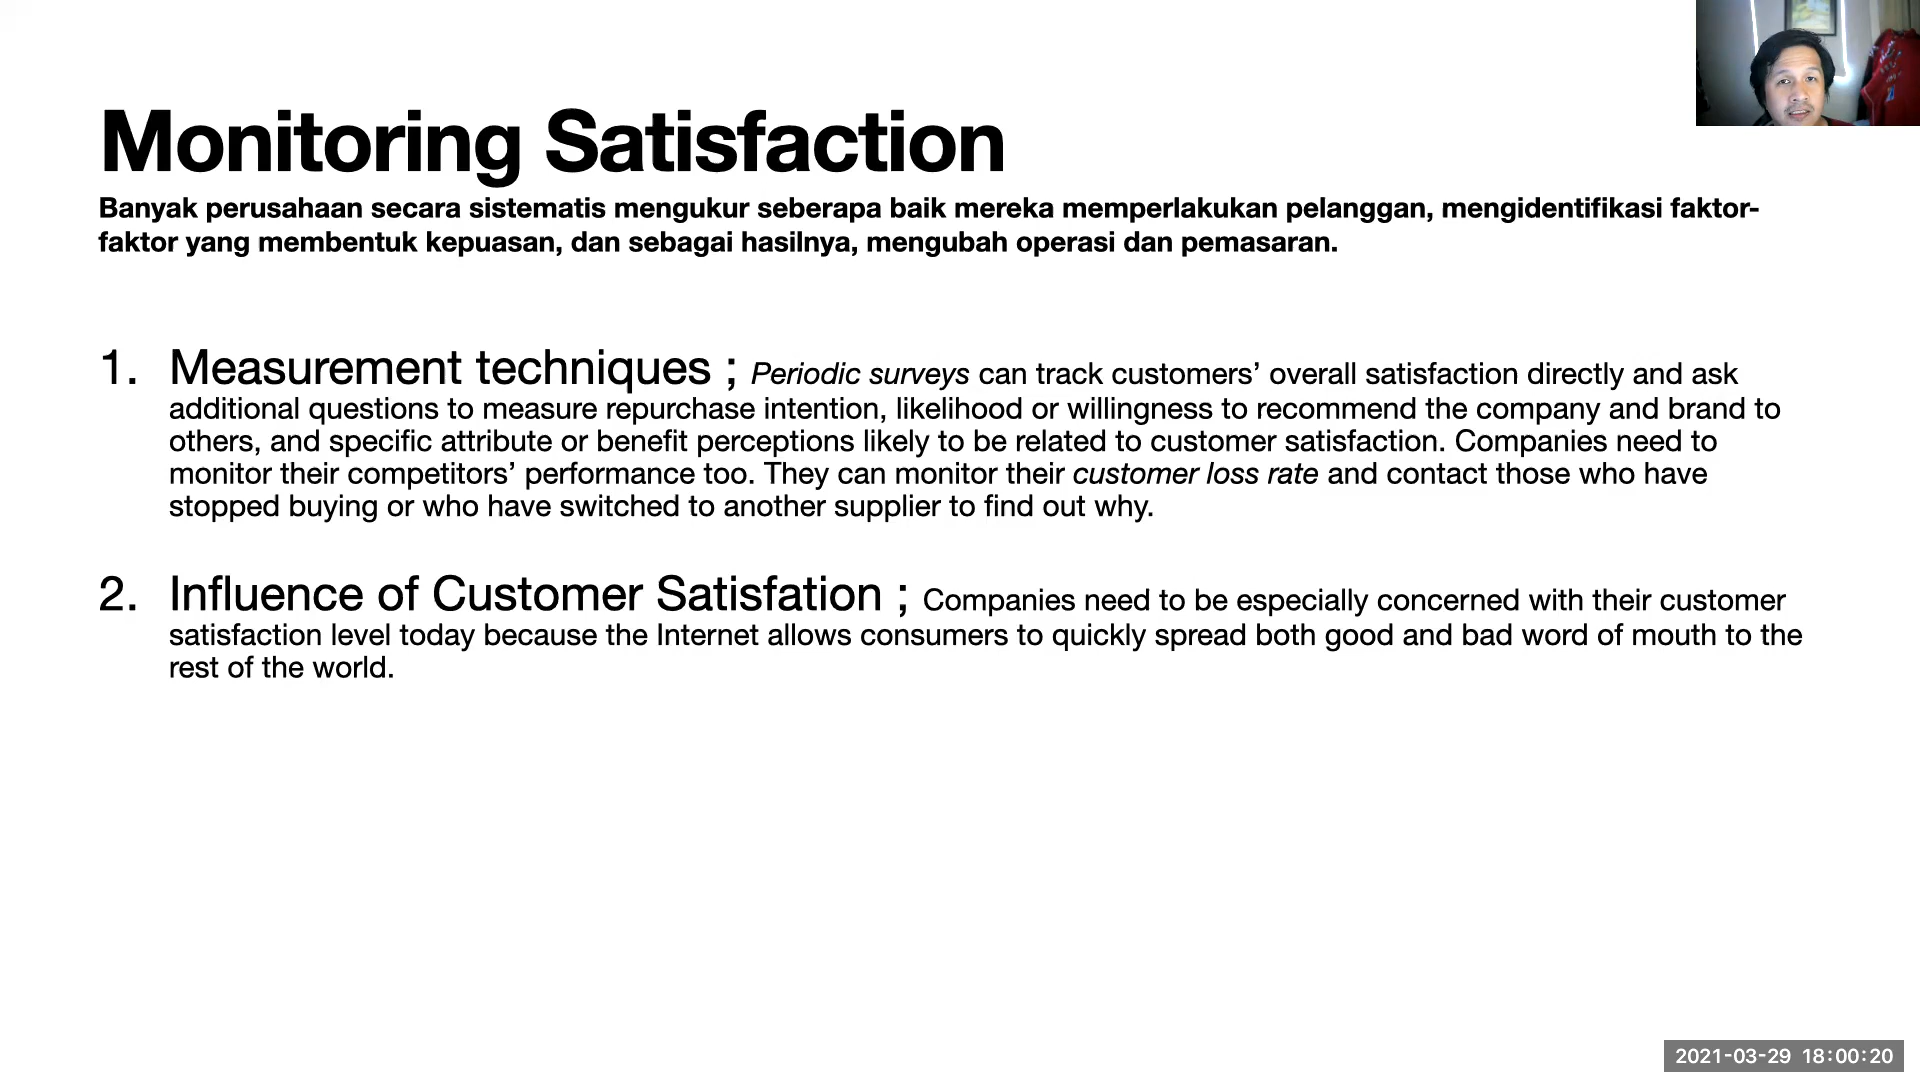 Monitoring Satisfaction
Banyak perusahaan secara sistematis mengukur seberapa baik mereka memperlakukan pelanggan, mengidentifikasi faktor-
faktor yang membentuk kepuasan, dan sebagai hasilnya, mengubah operasi dan pemasaran.
1. Measurement techniques ; Periodic surveys can track customers’ overall satisfaction directly and ask
additional questions to measure repurchase intention, likelihood or willingness to recommend the company and brand to
others, and specific attribute or benefit perceptions likely to be related to customer satisfaction. Companies need to
monitor their competitors’ performance too. They can monitor their customer loss rate and contact those who have
stopped buying or who have switched to another supplier to find out why.
2. Influence of Customer Satisfation ; Companies need to be especially concerned with their customer
satisfaction level today because the Internet allows consumers to quickly spread both good and bad word of mouth to the
rest of the world.
2021-03-29 18:00:20